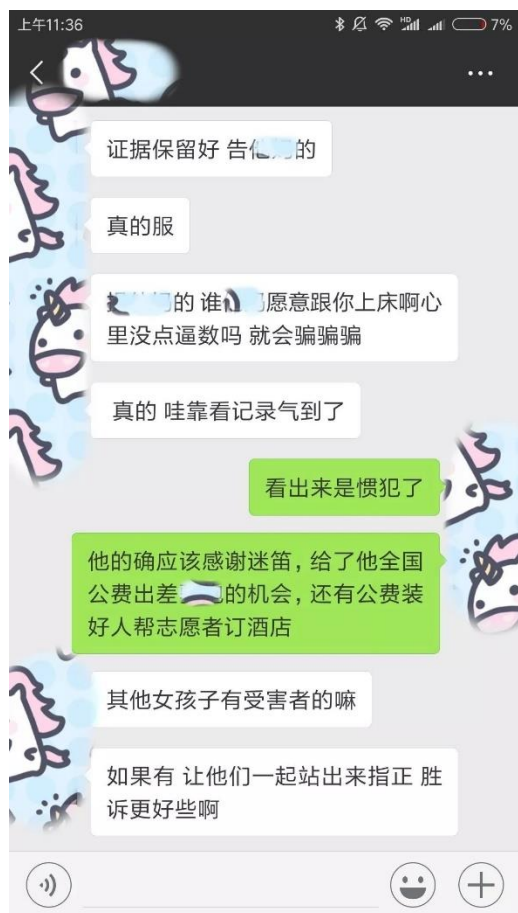 上午11:36
HD
7%
证据保留好 告他的
真的服
的 谁愿意跟你上床啊心
里没点逼数吗 就会骗骗骗
真的 哇靠看记录气到了
看出来是惯犯了
他的确应该感谢迷笛，给了他全国
公费出差的机会，还有公费装
好人帮志愿者订酒店
其他女孩子有受害者的嘛
如果有 让他们一起站出来指正 胜
诉更好些啊